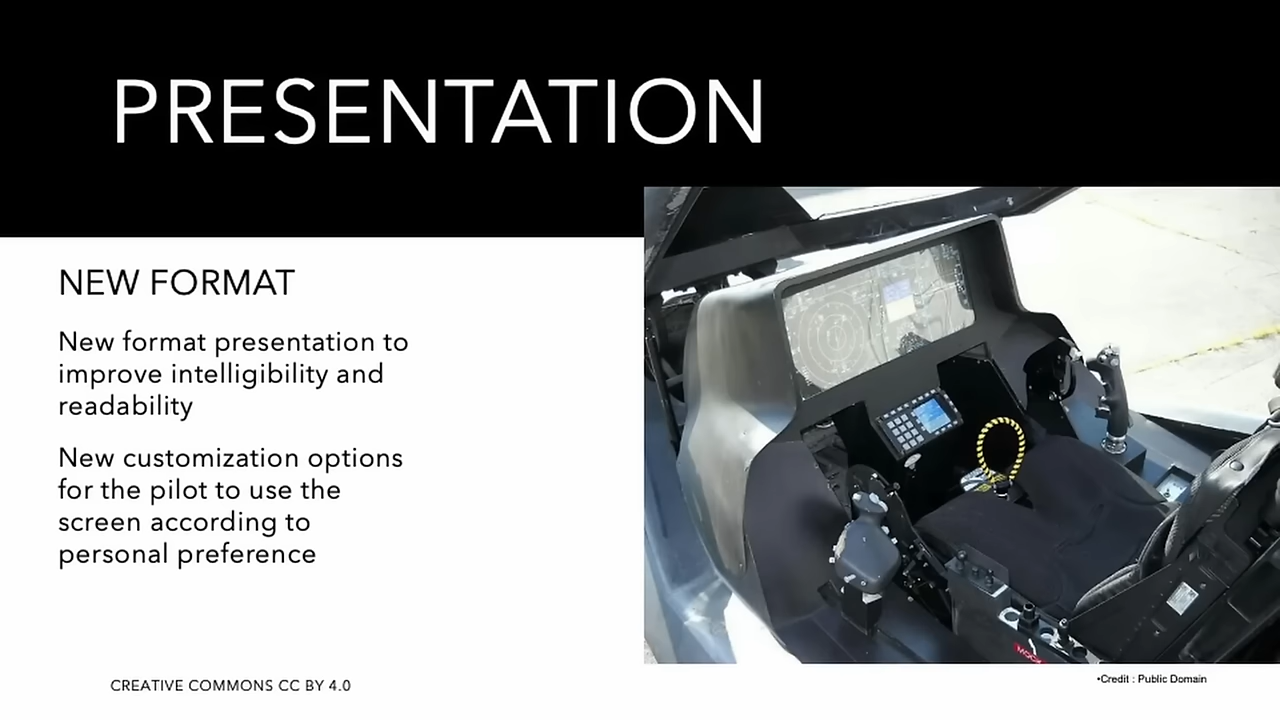 PRESENTATION
NEW FORMAT
New format presentation to
improve intelligibility and
readability
New customization options
for the pilot to use the
screen according to
personal preference
CREATIVE COMMONS CC BY 4.0
•Credit : Public Domain